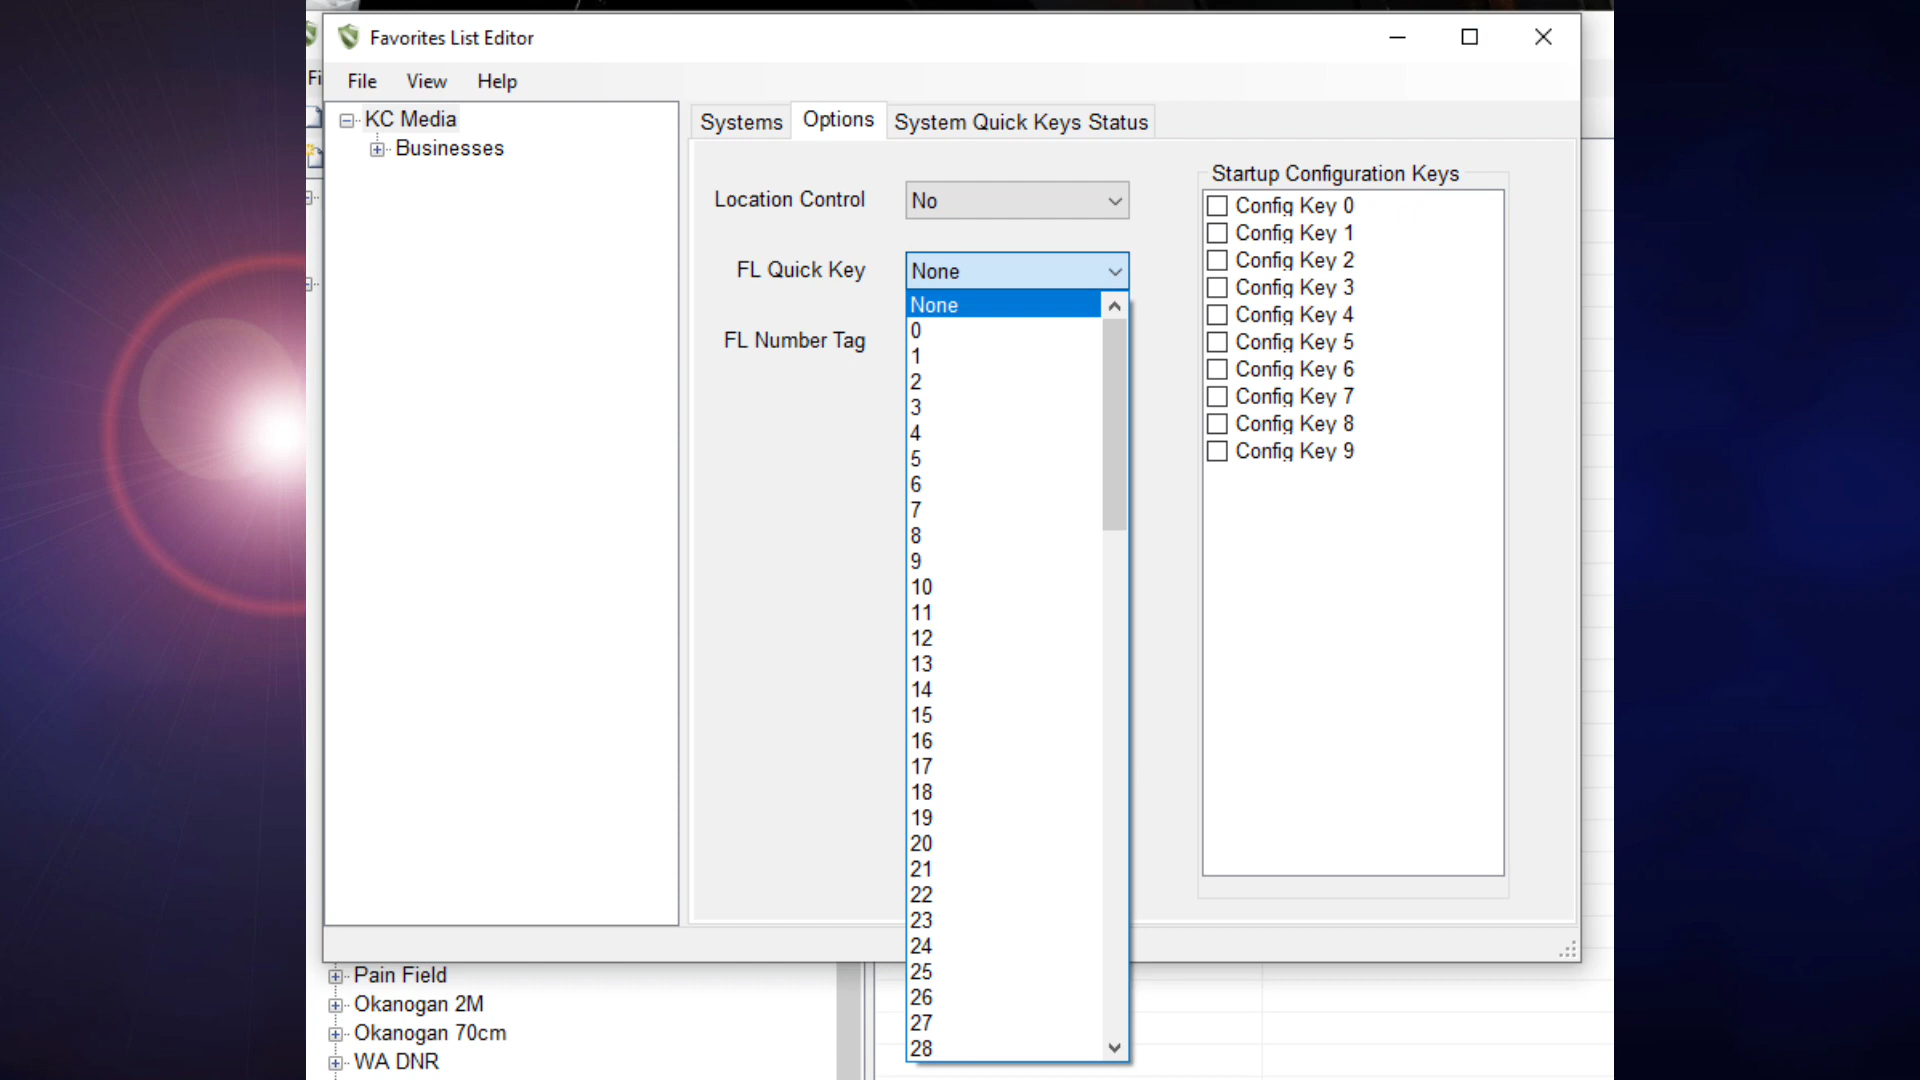 Favorites List Editor
Fi
File View Help
KC Media
Businesses
Systems Options System Quick Keys Status
Location Control No
FL Quick Key None
FL Number Tag
None
0
1
2
3
4
5
6
7
8
9
10
11
12
13
14
15
16
17
18
19
20
21
22
23
24
25
26
27
28
Startup Configuration Keys
Config Key 0
Config Key 1
Config Key 2
Config Key 3
Config Key 4
Config Key 5
Config Key 6
Config Key 7
Config Key 8
Config Key 9
Pain Field
Okanogan 2M
Okanogan 70cm
WA DNR